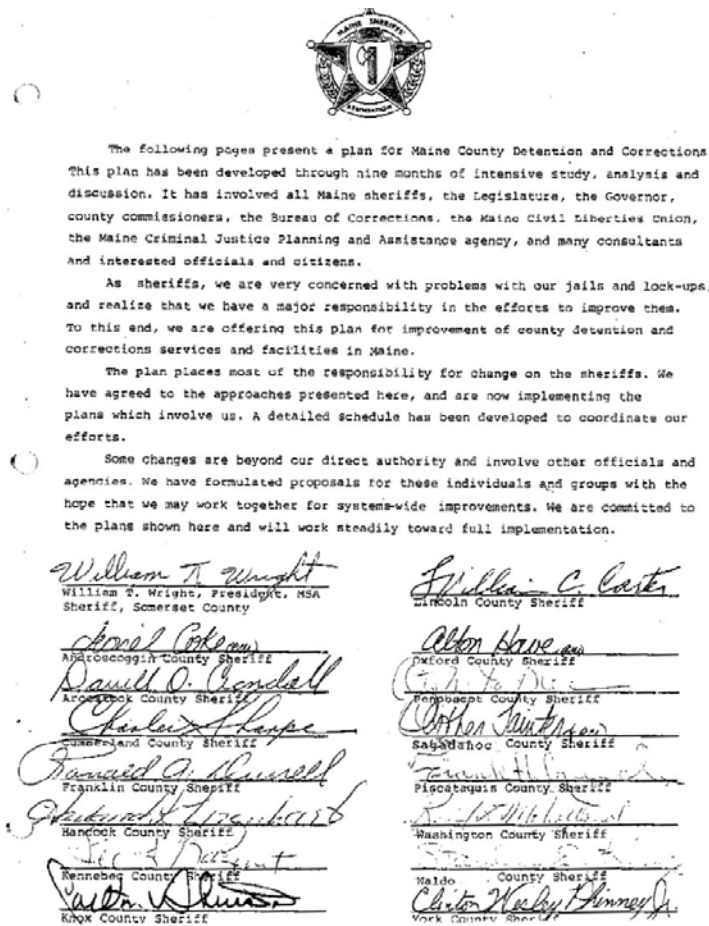 MAINE SHERIFFS'
ASSOCIATION
The following pages present a plan for Maine County Detention and Corrections
This plan has been developed through nine months of intensive study, analysis and
discussion. It has involved all Maine sheriffs, the Legislature, the Governor,
county commissioners, the Bureau of Corrections, the Maine Civil Liberties Union,
the Maine Criminal Justice Planning and Assistance agency, and many consultants
and interested officials and citizens.
As sheriffs, we are very concerned with problems with our jails and lock-ups,
and realize that we have a major responsibility in the efforts to improve them.
To this end, we are offering this plan for improvement of county detention and
corrections services and facilities in Maine.
The plan places most of the responsibility for change on the sheriffs. We
have agreed to the approaches presented here, and are now implementing the
plans which involve us. A detailed schedule has been developed to coordinate our
efforts.
Some changes are beyond our direct authority and involve other officials and
agencies. We have formulated proposals for these individuals and groups with the
hope that we may work together for systems-wide improvements. We are committed to
the plans shown here and will work steadily toward full implementation.
William T. Wright
William T. Wright, President, MSA
Sheriff, Somerset County
Androscoggin County Sheriff
Aroostook County Sheriff
Charles Sharpe
Cumberland County Sheriff
Franklin County Sheriff
Hancock County Sheriff
Kennebec County Sheriff
Knox County Sheriff
William C. Carter
Lincoln County Sheriff
Alton Howe
Oxford County Sheriff
Penobscot County Sheriff
Sagadahoc County Sheriff
Piscataquis County Sheriff
Washington County Sheriff
Waldo County Sheriff
Clinton Wesley Phinney Jr.
York County Sheriff